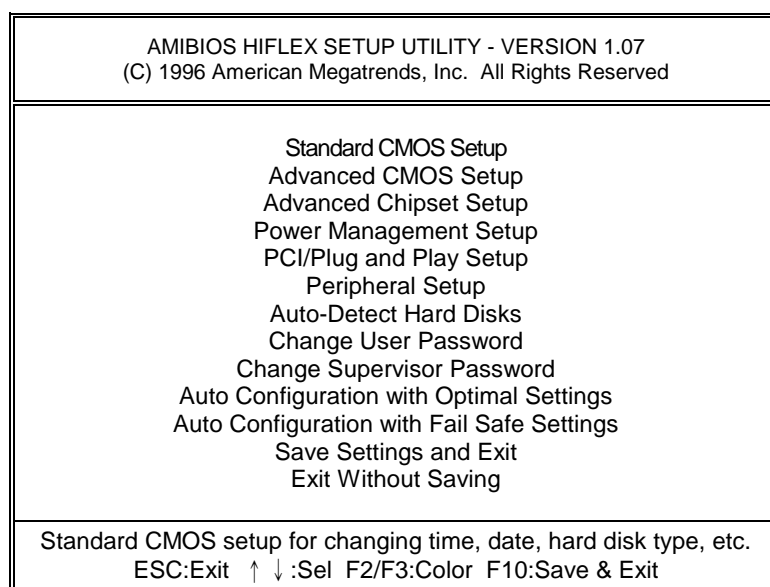 AMIBIOS HIFLEX SETUP UTILITY - VERSION 1.07
(C) 1996 American Megatrends, Inc. All Rights Reserved
Standard CMOS Setup
Advanced CMOS Setup
Advanced Chipset Setup
Power Management Setup
PCI/Plug and Play Setup
Peripheral Setup
Auto-Detect Hard Disks
Change User Password
Change Supervisor Password
Auto Configuration with Optimal Settings
Auto Configuration with Fail Safe Settings
Save Settings and Exit
Exit Without Saving
Standard CMOS setup for changing time, date, hard disk type, etc.
ESC:Exit ↑ ↓ :Sel F2/F3:Color F10:Save & Exit